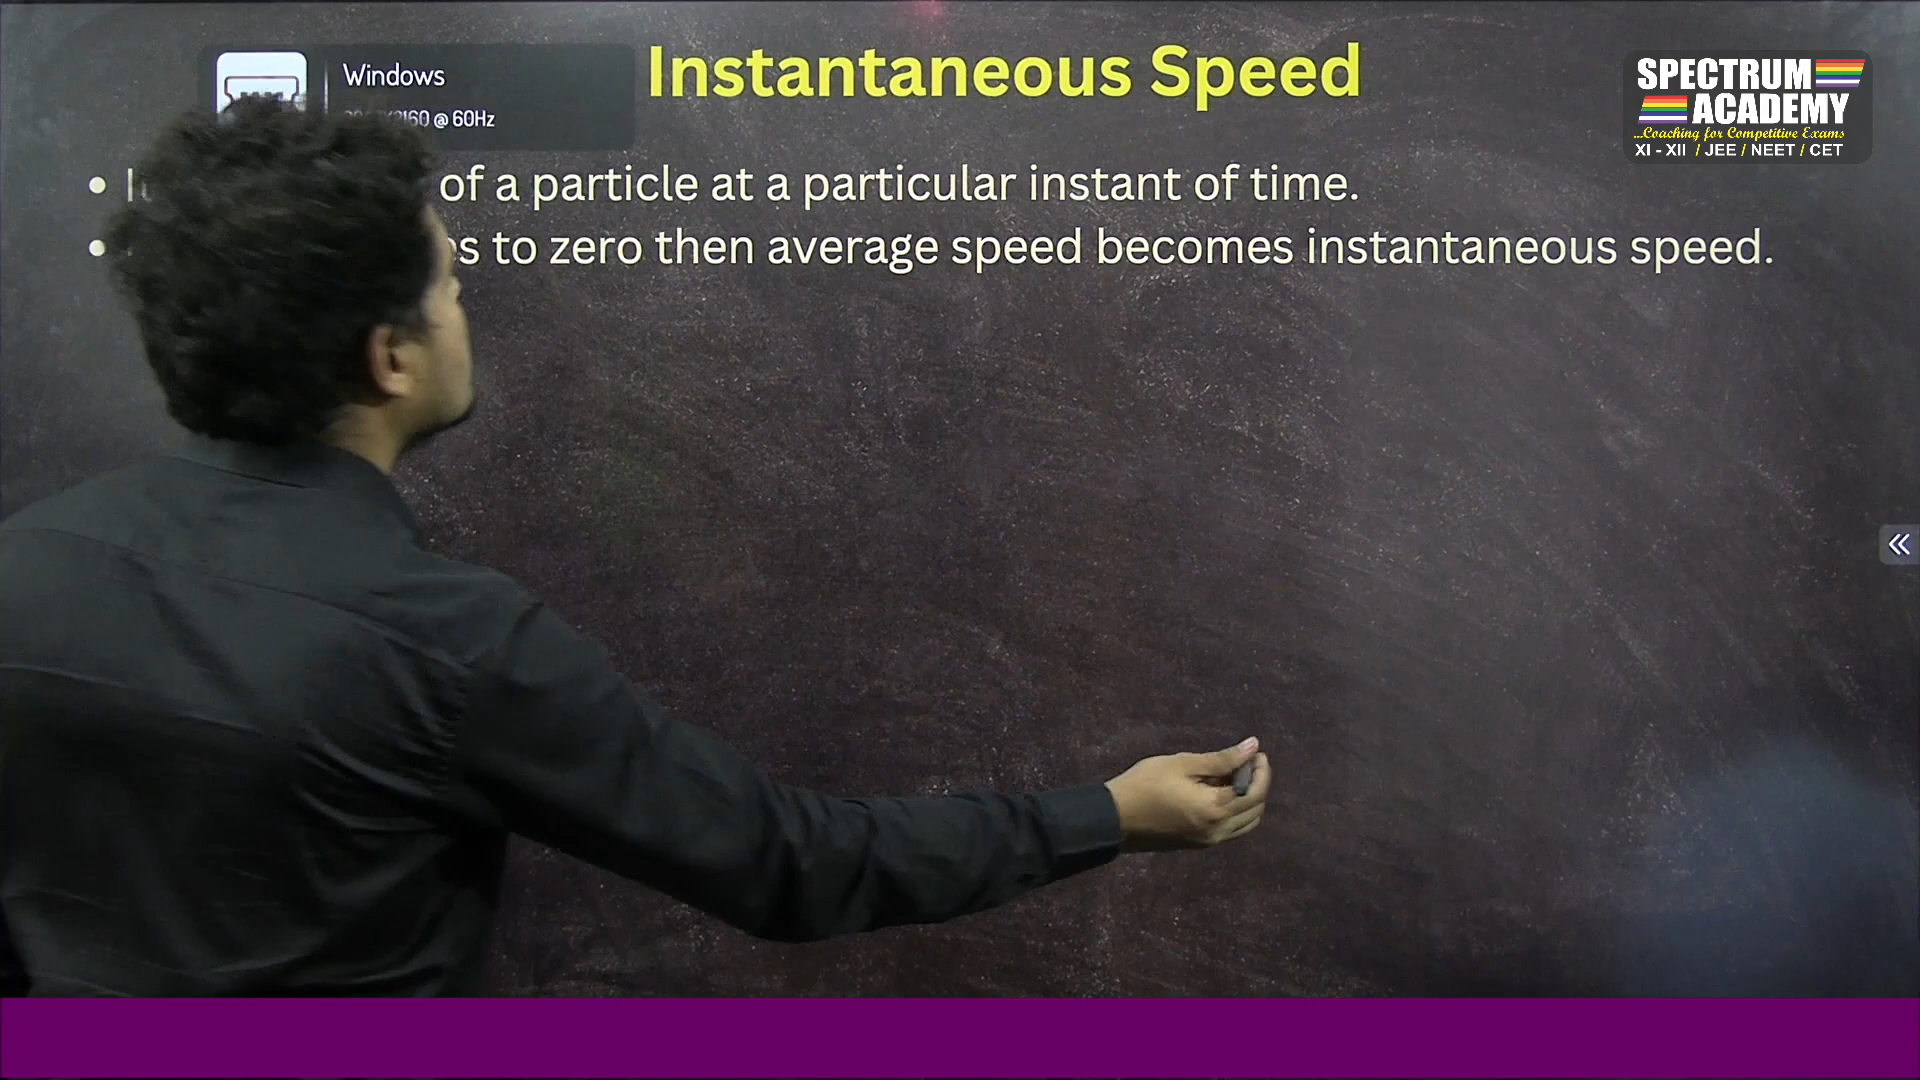 Instantaneous Speed
Windows
@ 60Hz
of a particle at a particular instant of time.
to zero then average speed becomes instantaneous speed.
SPECTRUM
ACADEMY
...Coaching for Competitive Exams
XI - XII / JEE / NEET / CET